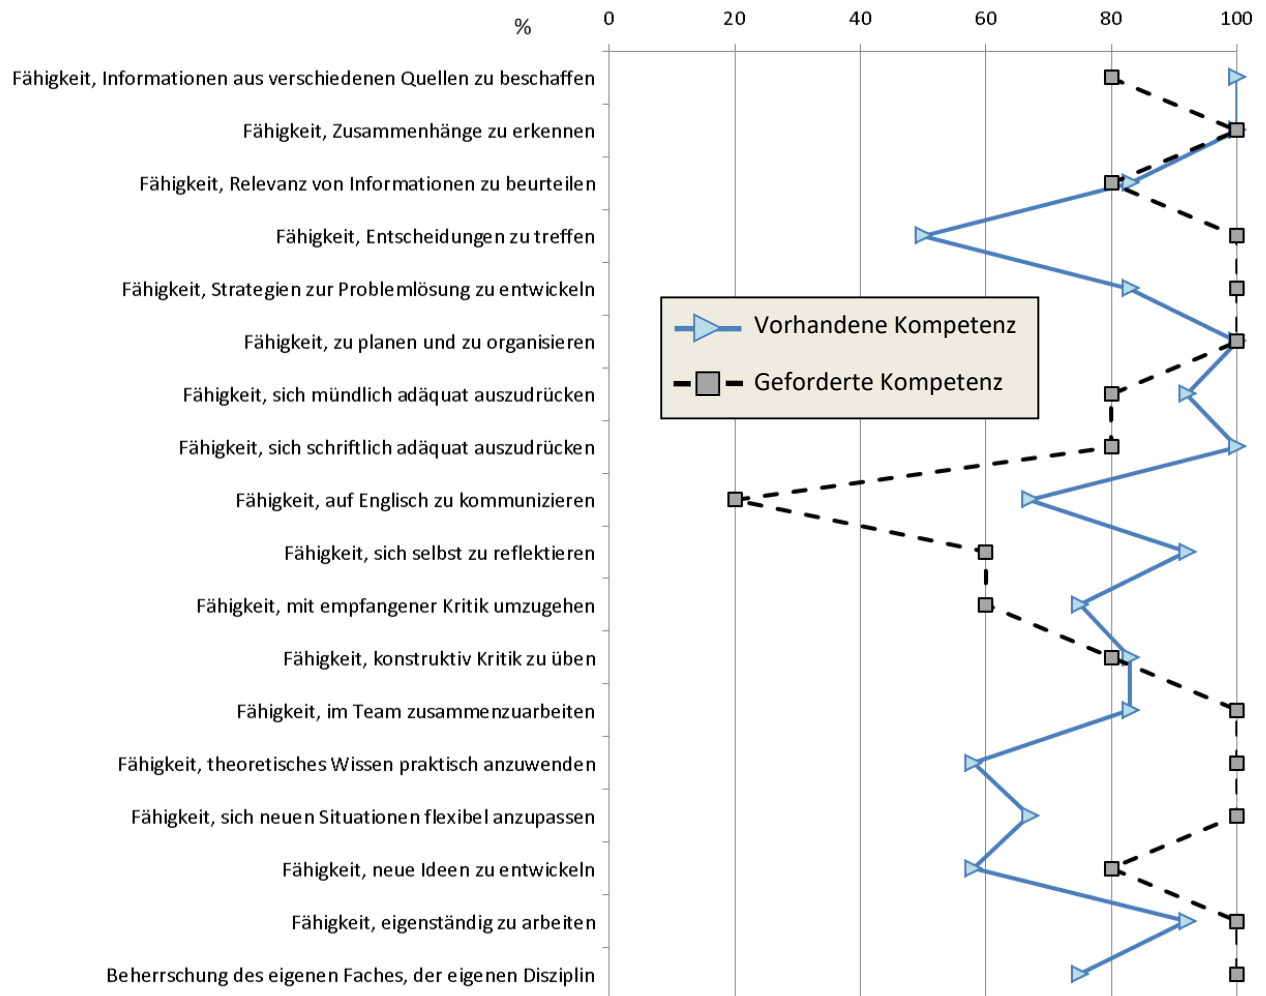 %
0 20 40 60 80 100
Fähigkeit, Informationen aus verschiedenen Quellen zu beschaffen
Fähigkeit, Zusammenhänge zu erkennen
Fähigkeit, Relevanz von Informationen zu beurteilen
Fähigkeit, Entscheidungen zu treffen
Fähigkeit, Strategien zur Problemlösung zu entwickeln
Fähigkeit, zu planen und zu organisieren
Fähigkeit, sich mündlich adäquat auszudrücken
Fähigkeit, sich schriftlich adäquat auszudrücken
Fähigkeit, auf Englisch zu kommunizieren
Fähigkeit, sich selbst zu reflektieren
Fähigkeit, mit empfangener Kritik umzugehen
Fähigkeit, konstruktiv Kritik zu üben
Fähigkeit, im Team zusammenzuarbeiten
Fähigkeit, theoretisches Wissen praktisch anzuwenden
Fähigkeit, sich neuen Situationen flexibel anzupassen
Fähigkeit, neue Ideen zu entwickeln
Fähigkeit, eigenständig zu arbeiten
Beherrschung des eigenen Faches, der eigenen Disziplin
Vorhandene Kompetenz
Geforderte Kompetenz